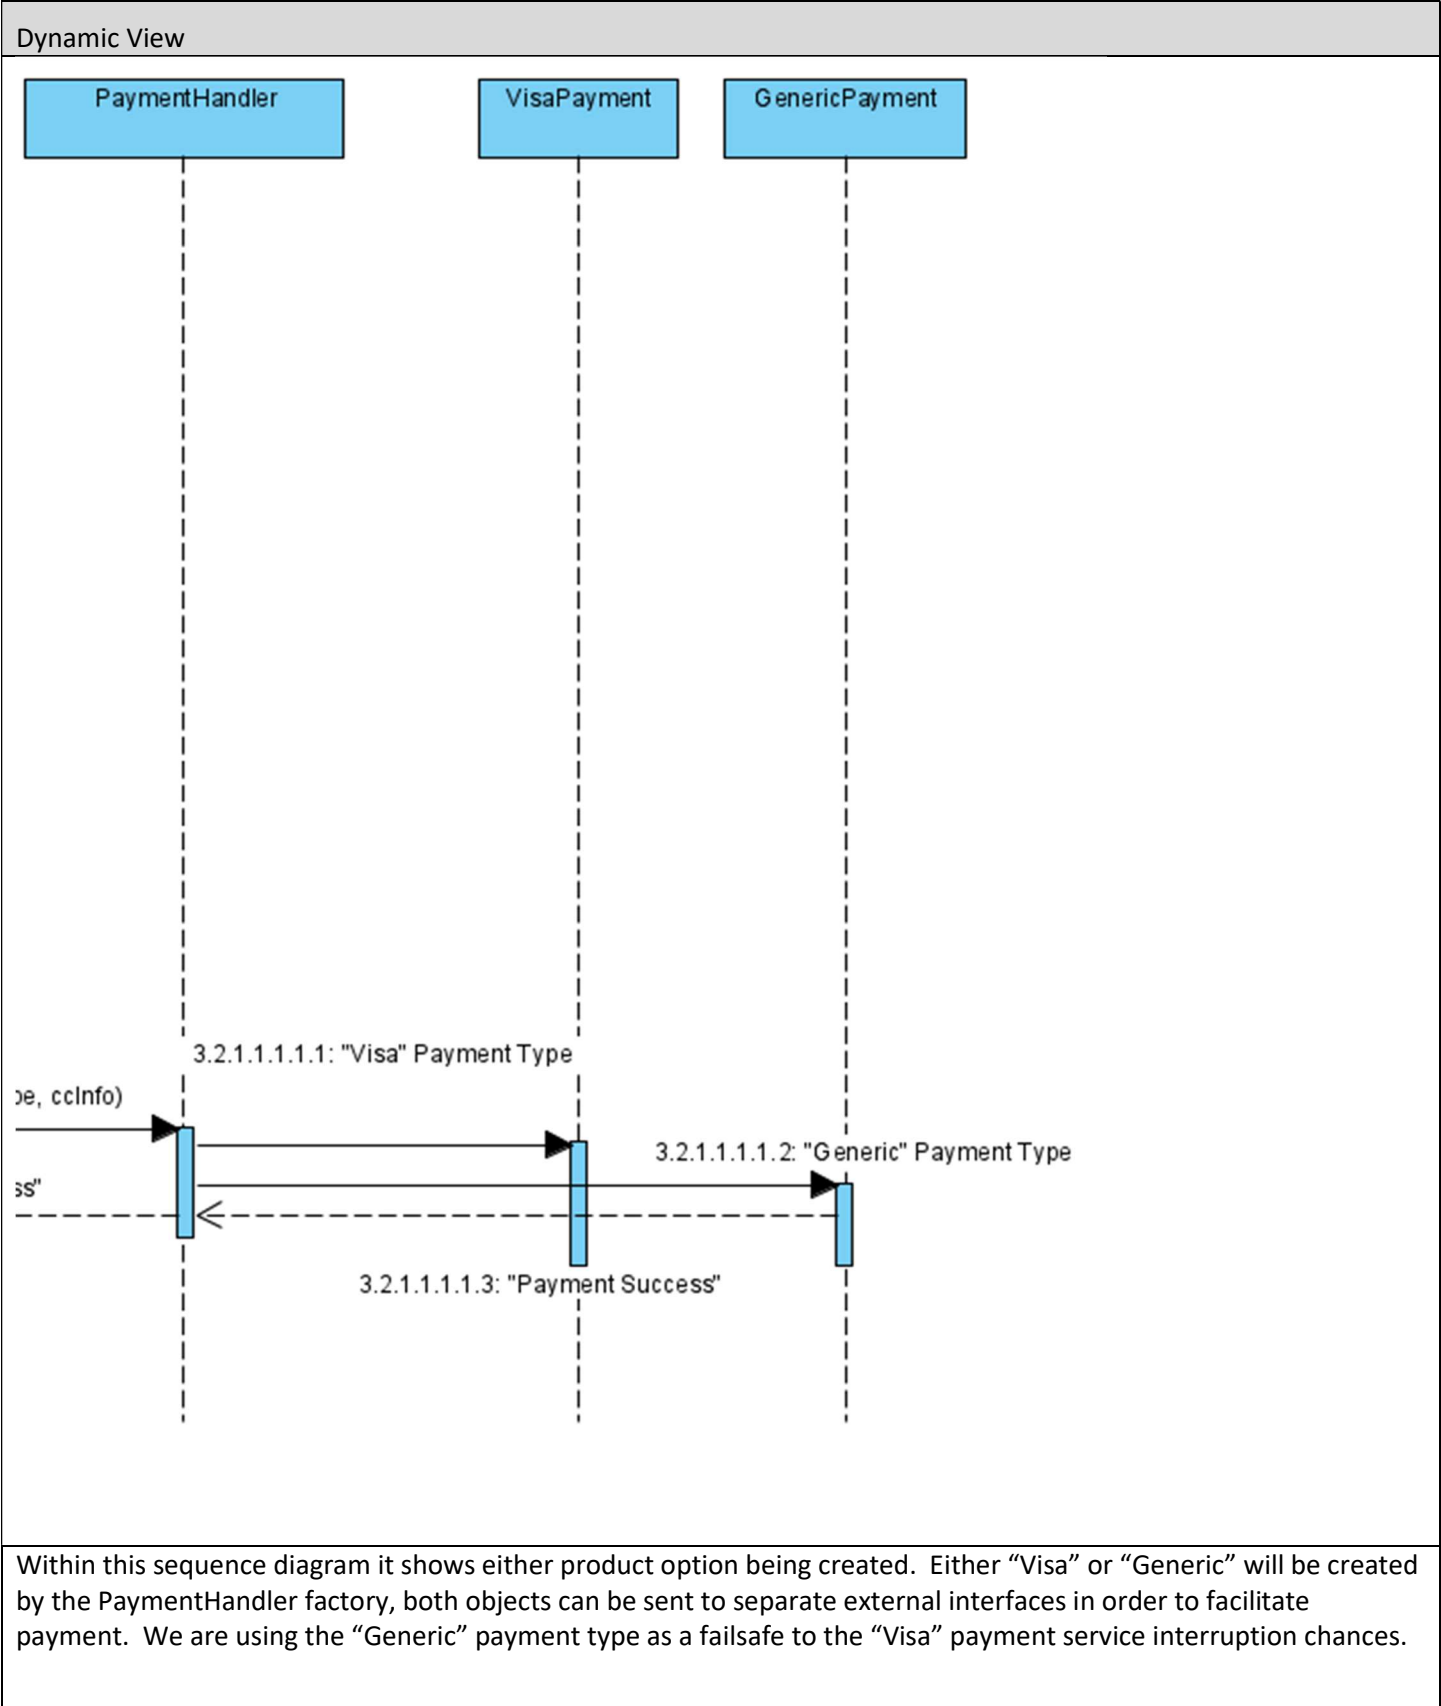 Dynamic View
PaymentHandler
VisaPayment
GenericPayment
3.2.1.1.1.1.1: "Visa" Payment Type
pe, ccInfo)
3.2.1.1.1.1.2: "Generic" Payment Type
ss"
3.2.1.1.1.1.3: "Payment Success"
Within this sequence diagram it shows either product option being created.  Either “Visa” or “Generic” will be created
by the PaymentHandler factory, both objects can be sent to separate external interfaces in order to facilitate
payment.  We are using the “Generic” payment type as a failsafe to the “Visa” payment service interruption chances.